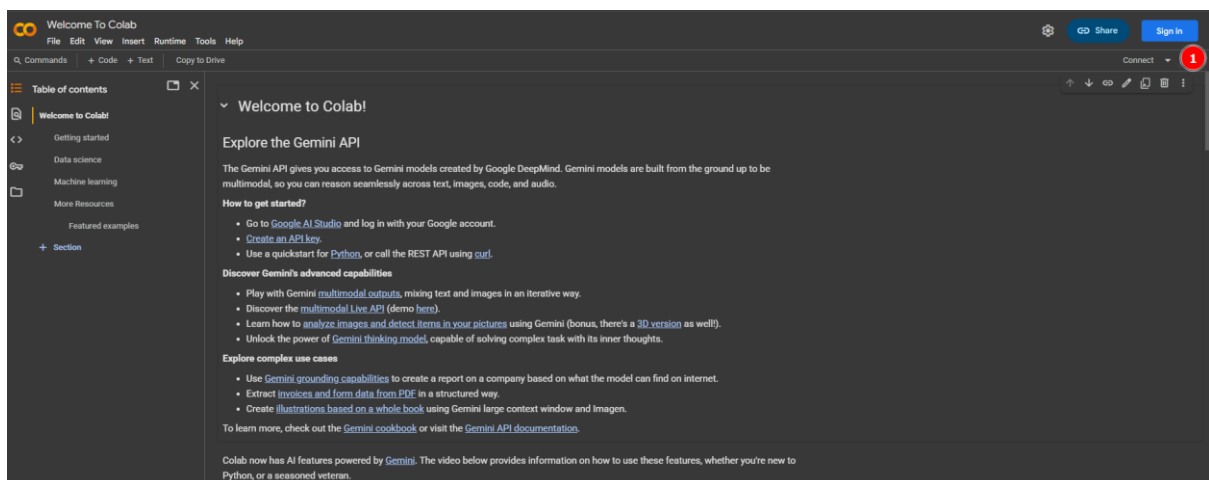 Welcome To Colab
File Edit View Insert Runtime Tools Help
Share
Sign in
Commands + Code + Text Copy to Drive
Connect
1
Table of contents
Welcome to Colab!
Getting started
Data science
Machine learning
More Resources
Featured examples
+ Section
Welcome to Colab!
Explore the Gemini API
The Gemini API gives you access to Gemini models created by Google DeepMind. Gemini models are built from the ground up to be
multimodal, so you can reason seamlessly across text, images, code, and audio.
How to get started?
• Go to Google AI Studio and log in with your Google account.
• Create an API key.
• Use a quickstart for Python, or call the REST API using curl.
Discover Gemini's advanced capabilities
• Play with Gemini multimodal outputs, mixing text and images in an iterative way.
• Discover the multimodal Live API (demo here).
• Learn how to analyze images and detect items in your pictures using Gemini (bonus, there's a 3D version as well!).
• Unlock the power of Gemini thinking model, capable of solving complex task with its inner thoughts.
Explore complex use cases
• Use Gemini grounding capabilities to create a report on a company based on what the model can find on internet.
• Extract invoices and form data from PDF in a structured way.
• Create illustrations based on a whole book using Gemini large context window and Imagen.
To learn more, check out the Gemini cookbook or visit the Gemini API documentation.
Colab now has AI features powered by Gemini. The video below provides information on how to use these features, whether you're new to
Python, or a seasoned veteran.